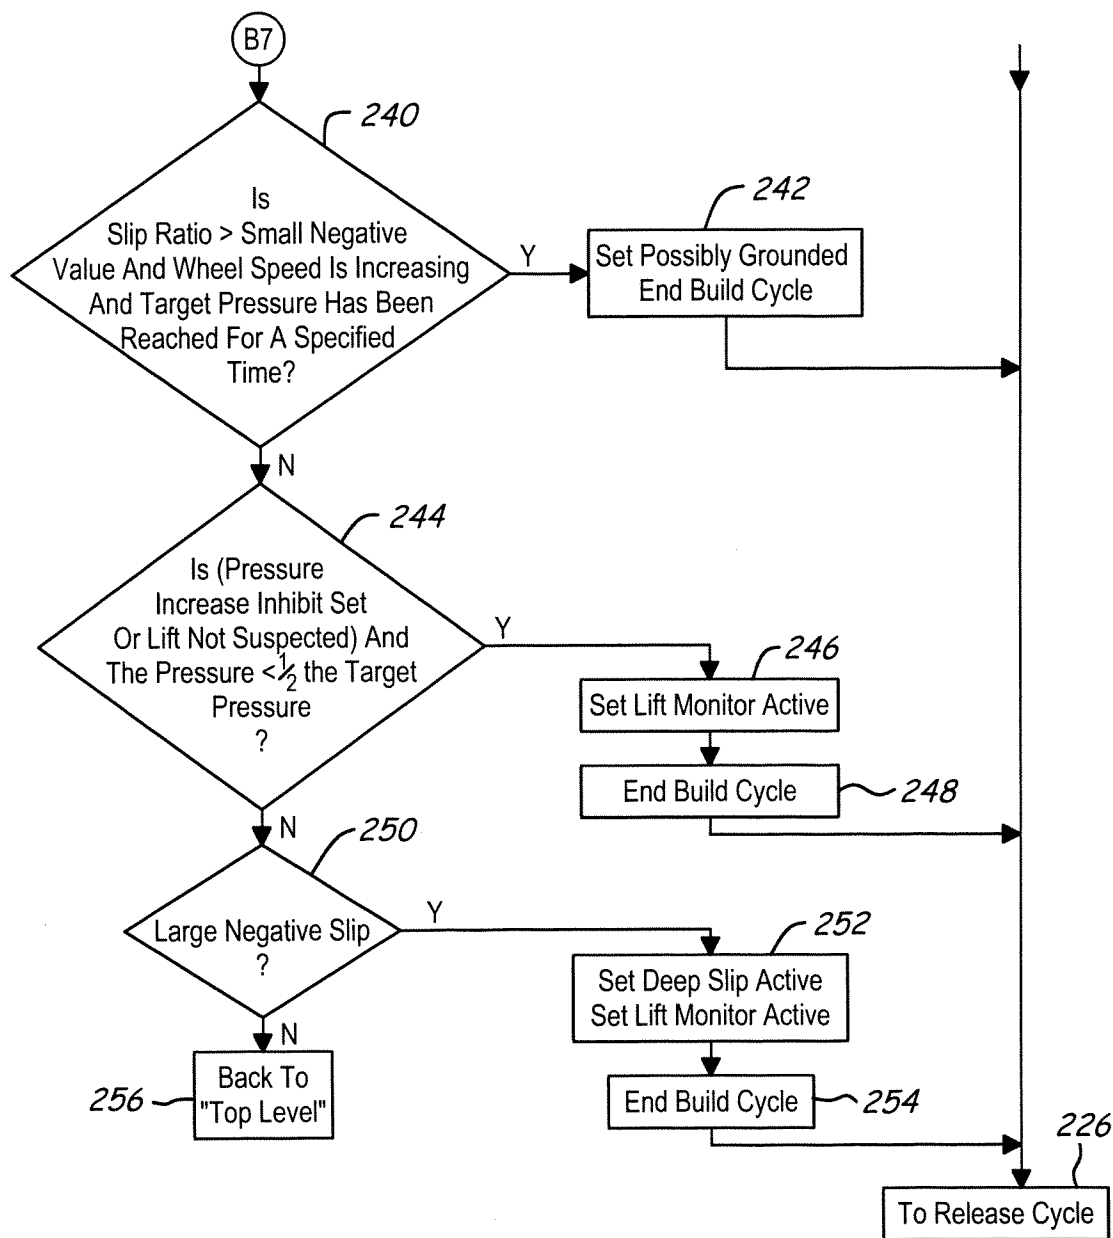 B7
240
Is
Slip Ratio > Small Negative
Value And Wheel Speed Is Increasing
And Target Pressure Has Been
Reached For A Specified
Time?
Y
242
Set Possibly Grounded
End Build Cycle
N
244
Is (Pressure
Increase Inhibit Set
Or Lift Not Suspected) And
The Pressure < 1/2 the Target
Pressure
?
Y
246
Set Lift Monitor Active
End Build Cycle
248
N
250
Large Negative Slip
?
Y
252
Set Deep Slip Active
Set Lift Monitor Active
N
256
Back To
"Top Level"
End Build Cycle
254
226
To Release Cycle